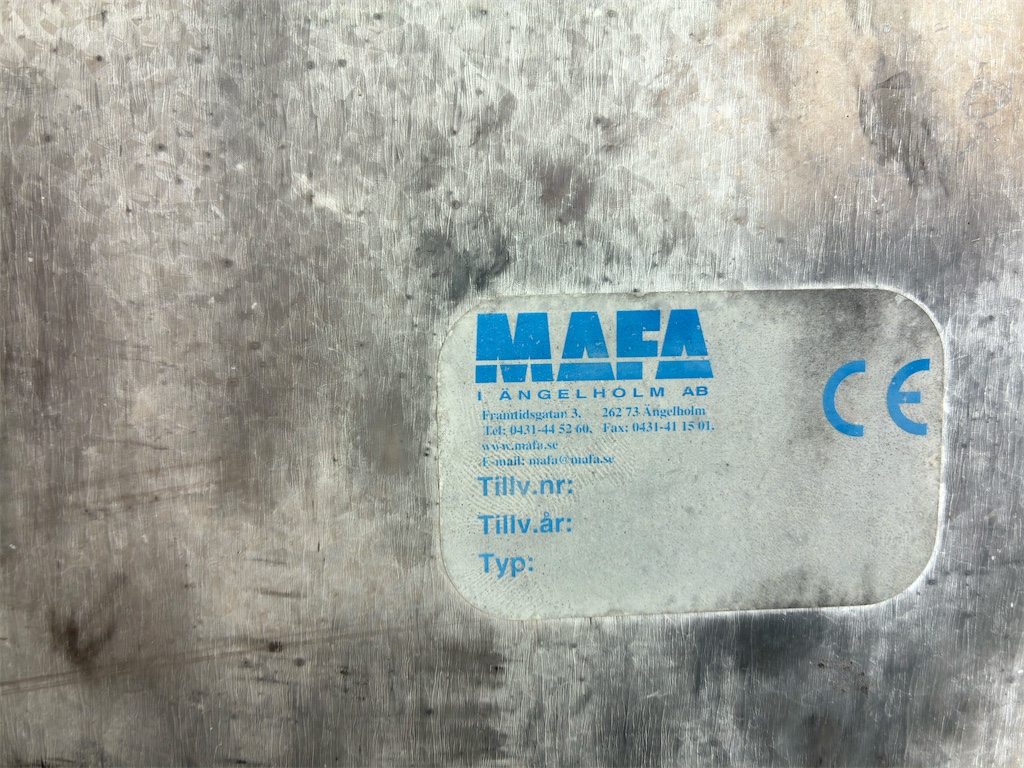 MAFA
I ÄNGELHOLM AB
Framtidsgatan 3, 262 73 Ängelholm
Tel: 0431-44 52 60, Fax: 0431-41 15 01.
www.mafa.se
E-mail: mafa@mafa.se
Tillv.nr:
Tillv.år:
Typ:
CE